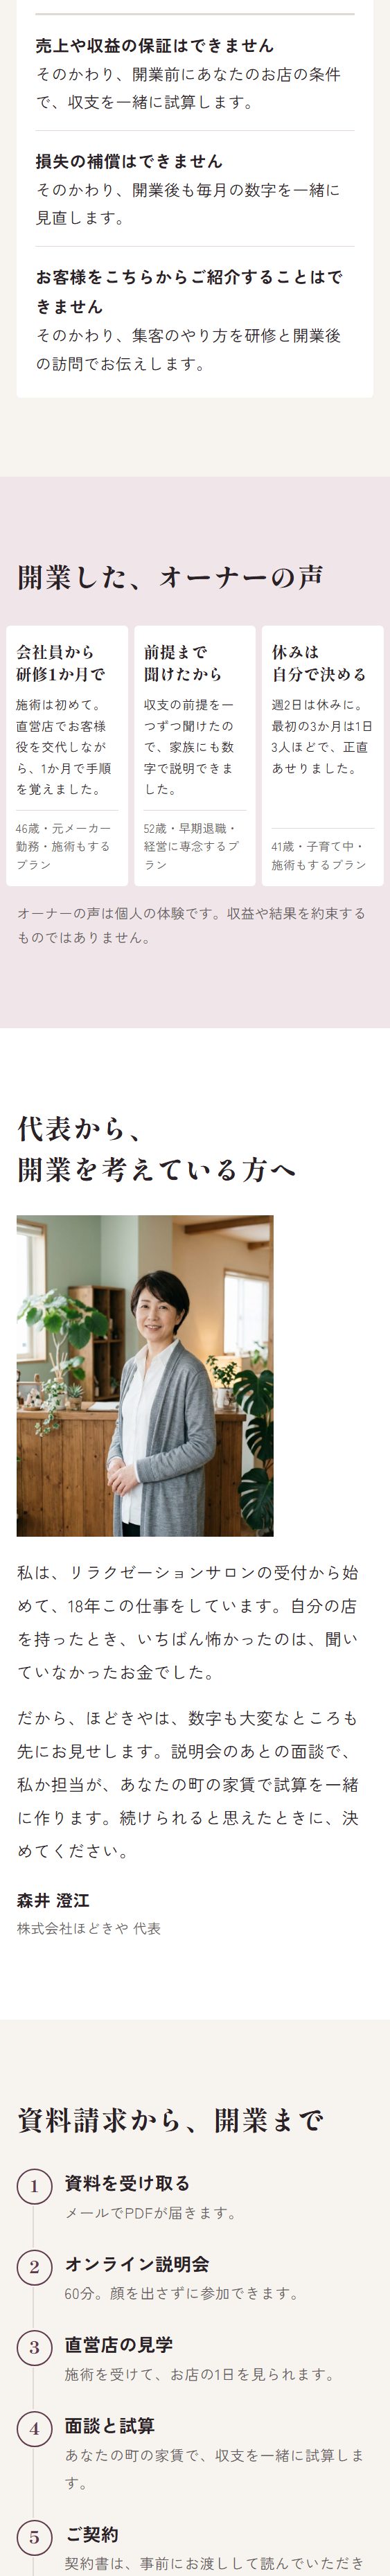 売上や収益の保証はできません
そのかわり、開業前にあなたのお店の条件
で、収支を一緒に試算します。
損失の補償はできません
そのかわり、開業後も毎月の数字を一緒に
見直します。
お客様をこちらからご紹介することはで
きません
そのかわり、集客のやり方を研修と開業後
の訪問でお伝えします。
開業した、オーナーの声
会社員から
研修1か月で
施術は初めて。
直営店でお客様
役を交代しなが
ら、1か月で手順
を覚えました。
46歳・元メーカー
勤務・施術もする
プラン
前提まで
聞けたから
収支の前提を一
つずつ聞けたの
で、家族にも数
字で説明できま
した。
52歳・早期退職・
経営に専念するプ
ラン
休みは
自分で決める
週2日は休みに。
最初の3か月は1日
3人ほどで、正直
あせりました。
41歳・子育て中・
施術もするプラン
オーナーの声は個人の体験です。収益や結果を約束する
ものではありません。
代表から、
開業を考えている方へ
私は、リラクゼーションサロンの受付から始
めて、18年この仕事をしています。自分の店
を持ったとき、いちばん怖かったのは、聞い
ていなかったお金でした。
だから、ほどきやは、数字も大変なところも
先にお見せします。説明会のあとの面談で、
私か担当が、あなたの町の家賃で試算を一緒
に作ります。続けられると思えたときに、決
めてください。
森井 澄江
株式会社ほどきや 代表
資料請求から、開業まで
1 資料を受け取る
メールでPDFが届きます。
2 オンライン説明会
60分。顔を出さずに参加できます。
3 直営店の見学
施術を受けて、お店の1日を見られます。
4 面談と試算
あなたの町の家賃で、収支を一緒に試算しま
す。
5 ご契約
契約書は、事前にお渡しして読んでいただき